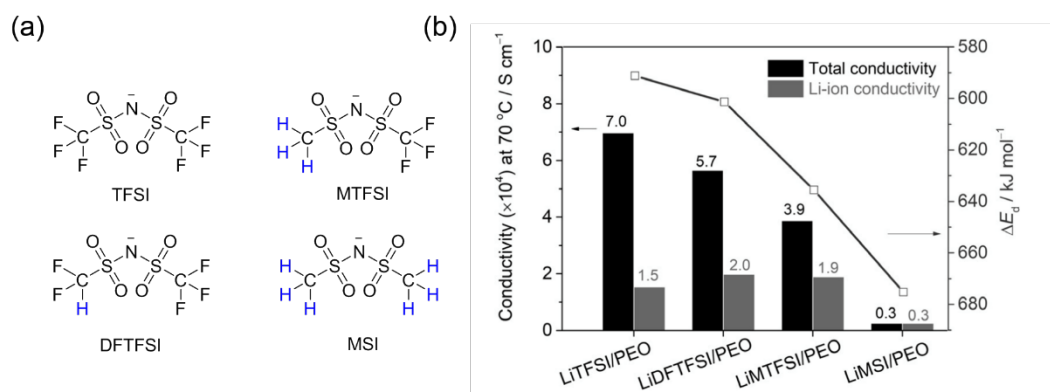 (a)
O O O O
N
S S
F F
F C C F
F F
TFSI
H H H
C
O O O O
S N S
C
F F F
MTFSI
O O O O
S N S
F F
F C C F
H F
DFTFSI
O O O O
S N S
H H
H C C H
H H
MSI
(b)
Conductivity (×10⁴) at 70 °C / S cm⁻¹
10
8
6
4
2
0
Total conductivity
Li-ion conductivity
7.0
1.5
5.7
2.0
3.9
1.9
0.3
0.3
LiTFSI/PEO
LiDFTFSI/PEO
LiMTFSI/PEO
LiMSI/PEO
580
600
620
640
660
680
ΔE_d / kJ mol⁻¹